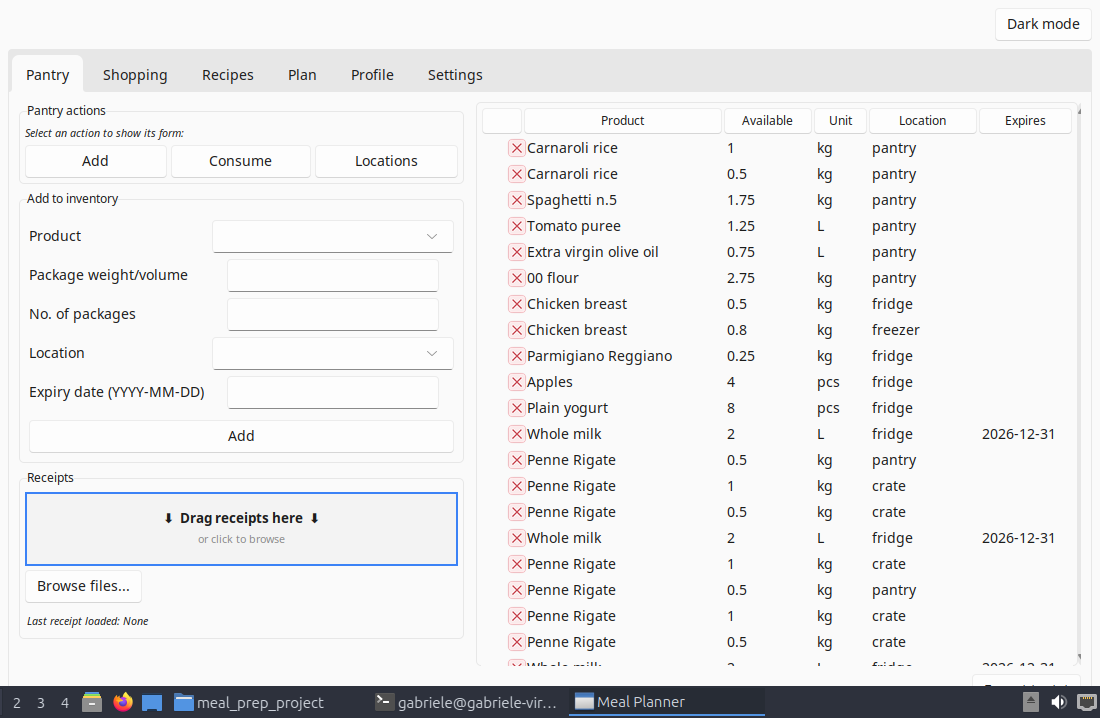 Dark mode
Pantry Shopping Recipes Plan Profile Settings
Pantry actions
Select an action to show its form:
Add Consume Locations
Add to inventory
Product
Package weight/volume
No. of packages
Location
Expiry date (YYYY-MM-DD)
Add
Receipts
⬇ Drag receipts here ⬇
or click to browse
Browse files...
Last receipt loaded: None
Product Available Unit Location Expires
Carnaroli rice 1 kg pantry
Carnaroli rice 0.5 kg pantry
Spaghetti n.5 1.75 kg pantry
Tomato puree 1.25 L pantry
Extra virgin olive oil 0.75 L pantry
00 flour 2.75 kg pantry
Chicken breast 0.5 kg fridge
Chicken breast 0.8 kg freezer
Parmigiano Reggiano 0.25 kg fridge
Apples 4 pcs fridge
Plain yogurt 8 pcs fridge
Whole milk 2 L fridge 2026-12-31
Penne Rigate 0.5 kg pantry
Penne Rigate 1 kg crate
Penne Rigate 0.5 kg crate
Whole milk 2 L fridge 2026-12-31
Penne Rigate 1 kg crate
Penne Rigate 0.5 kg pantry
Penne Rigate 1 kg crate
Penne Rigate 0.5 kg crate
Whole milk 2 L fridge 2026-12-31
2 3 4 meal_prep_project gabriele@gabriele-vir... Meal Planner